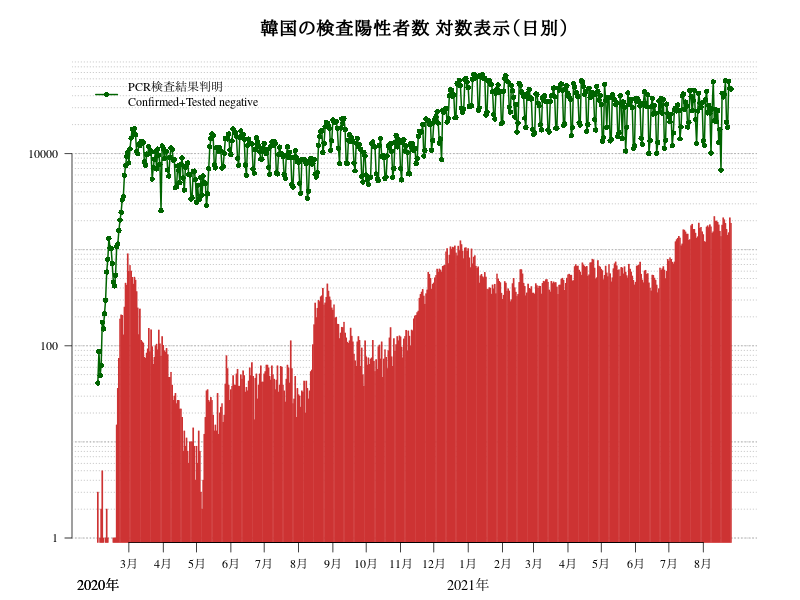 韓国の検査陽性者数 対数表示（日別）
PCR検査結果判明
Confirmed+Tested negative
10000
100
1
3月 4月 5月 6月 7月 8月 9月 10月 11月 12月 1月 2月 3月 4月 5月 6月 7月 8月
2020年 2021年